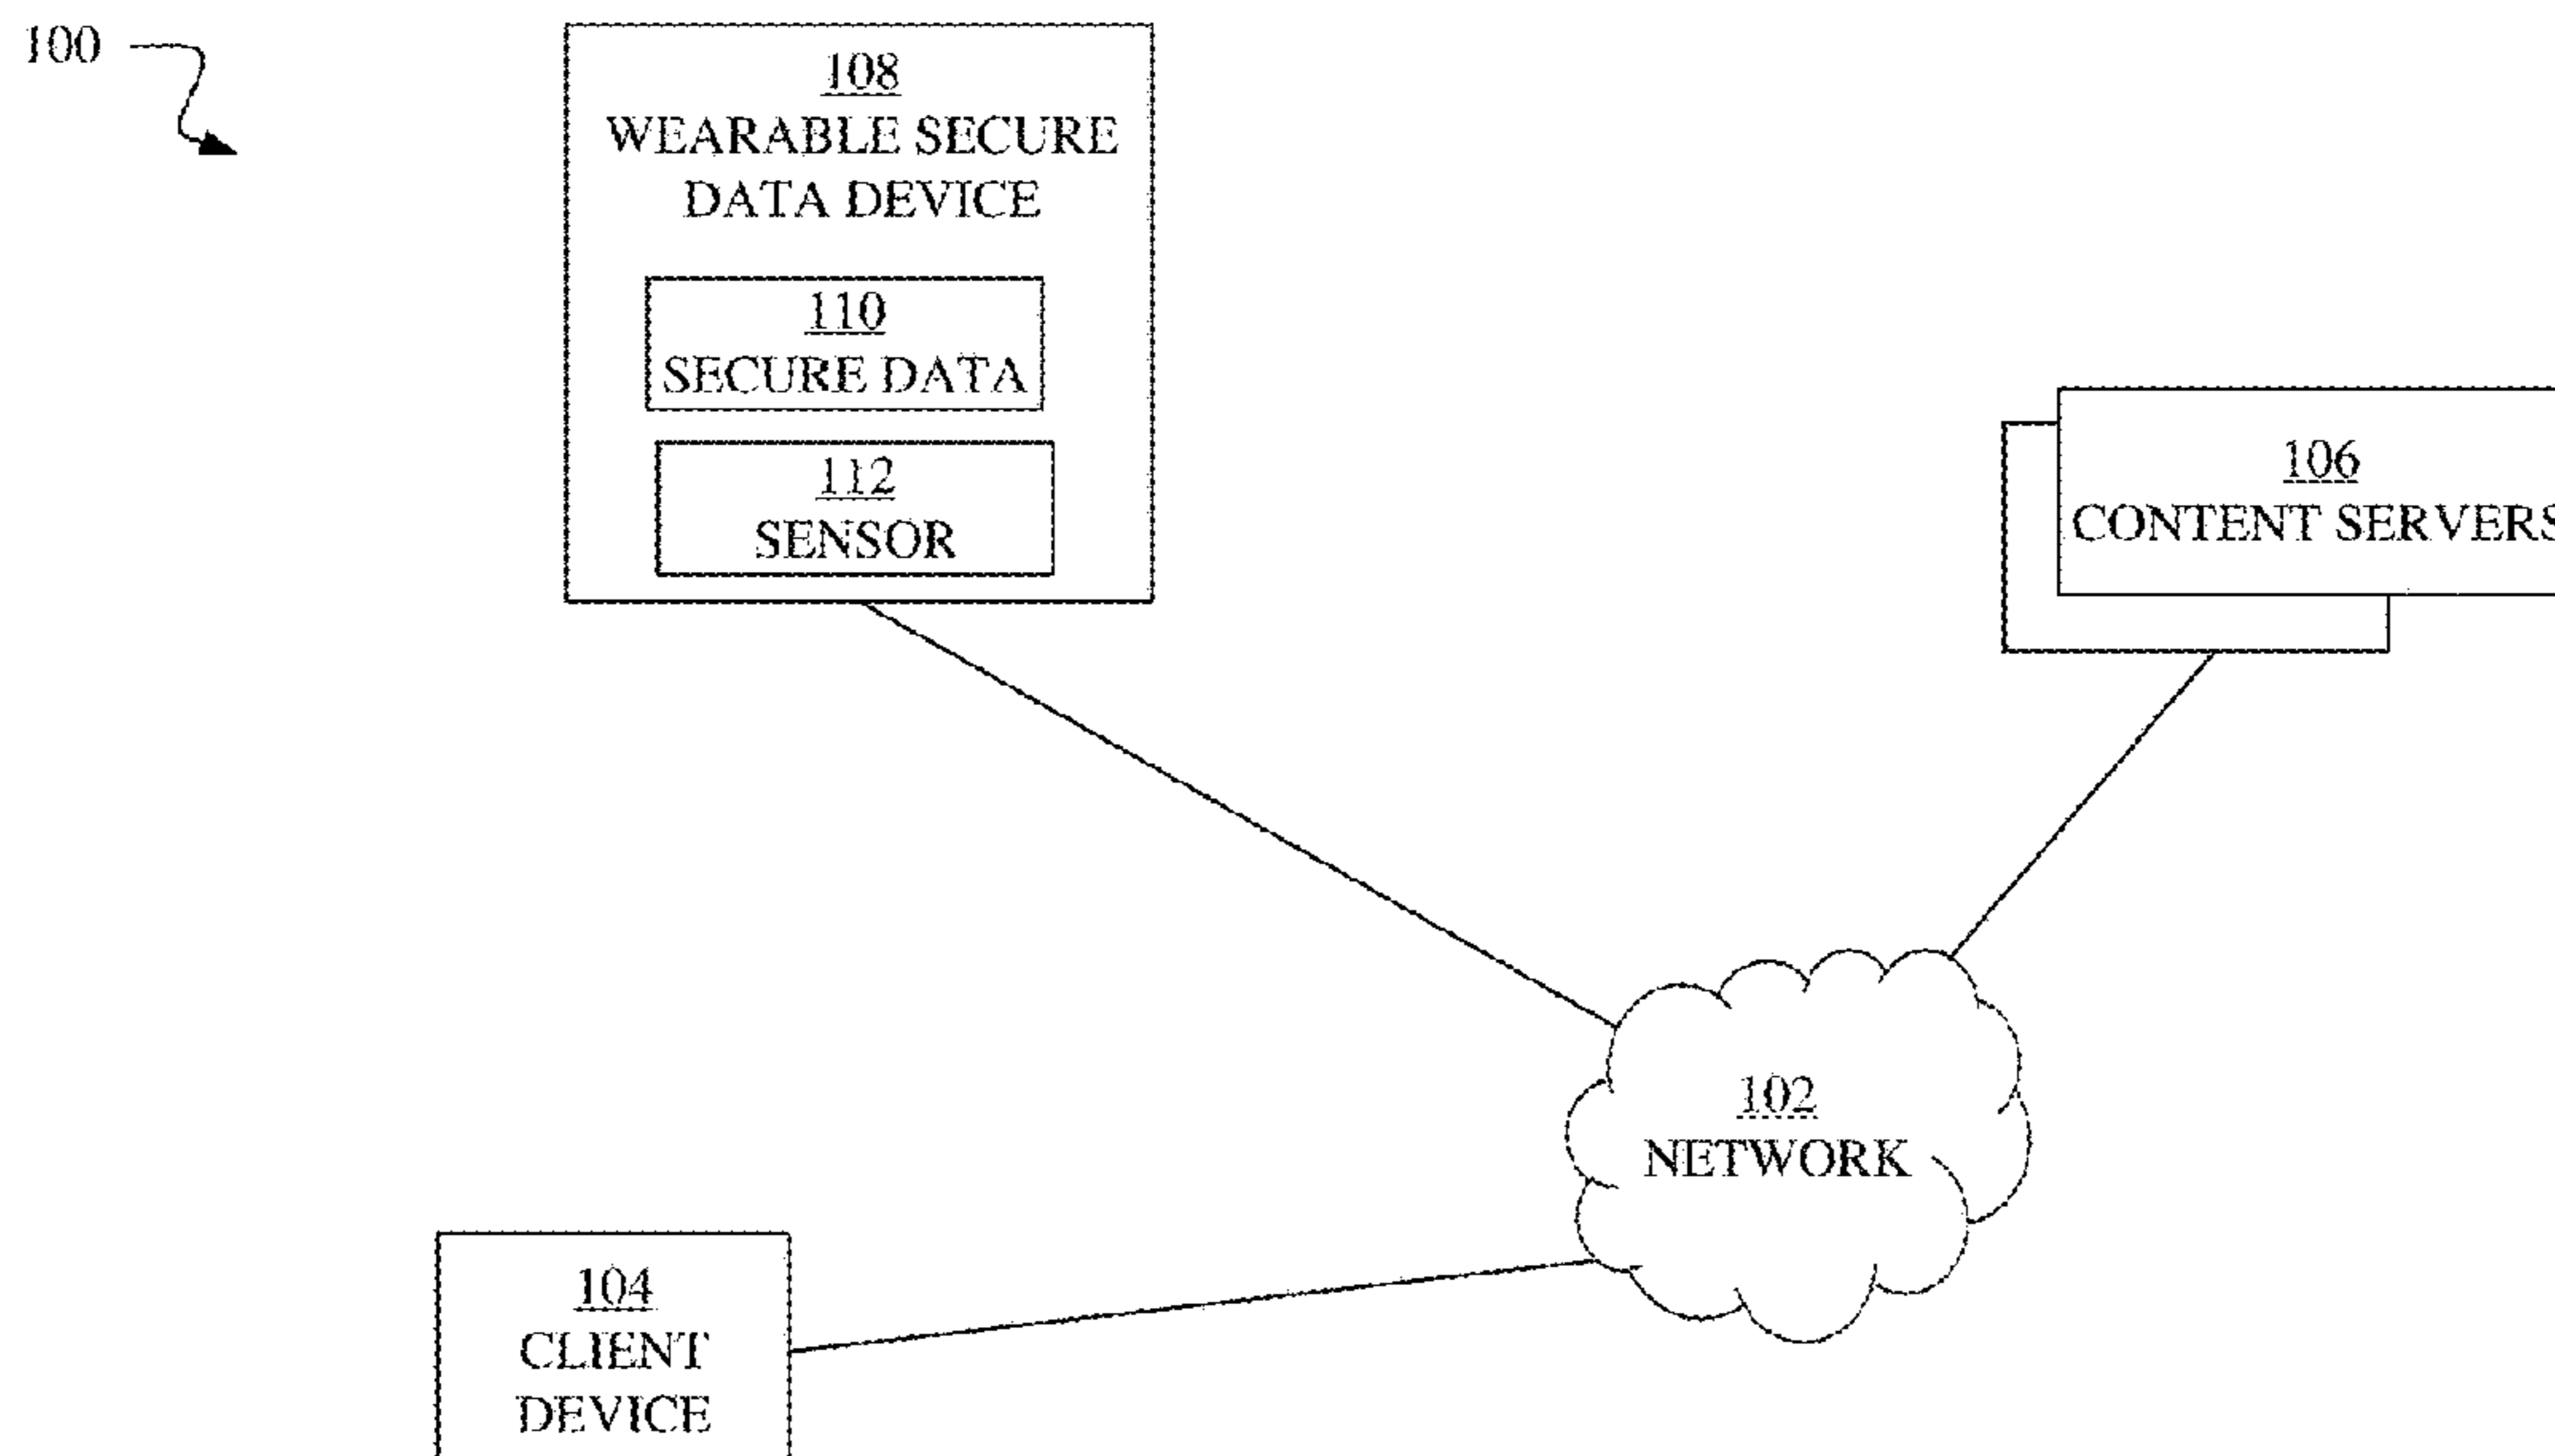 100
108
WEARABLE SECURE
DATA DEVICE
110
SECURE DATA
112
SENSOR
106
CONTENT SERVERS
102
NETWORK
104
CLIENT
DEVICE